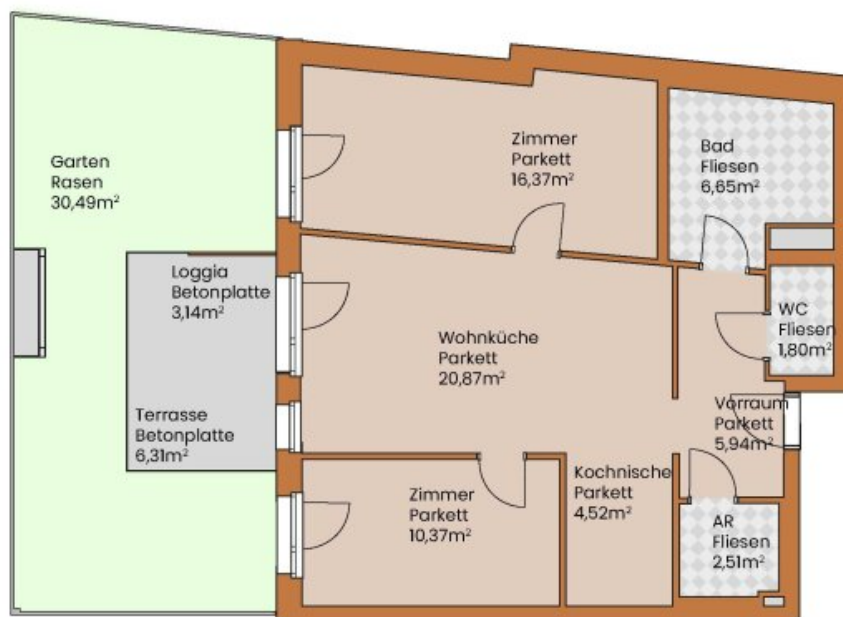 Zimmer
Parkett
16,37m²
Bad
Fliesen
6,65m²
Garten
Rasen
30,49m²
Loggia
Betonplatte
3,14m²
Wohnküche
Parkett
20,87m²
WC
Fliesen
1,80m²
Terrasse
Betonplatte
6,31m²
Vorraum
Parkett
5,94m²
Kochnische
Parkett
4,52m²
Zimmer
Parkett
10,37m²
AR
Fliesen
2,51m²